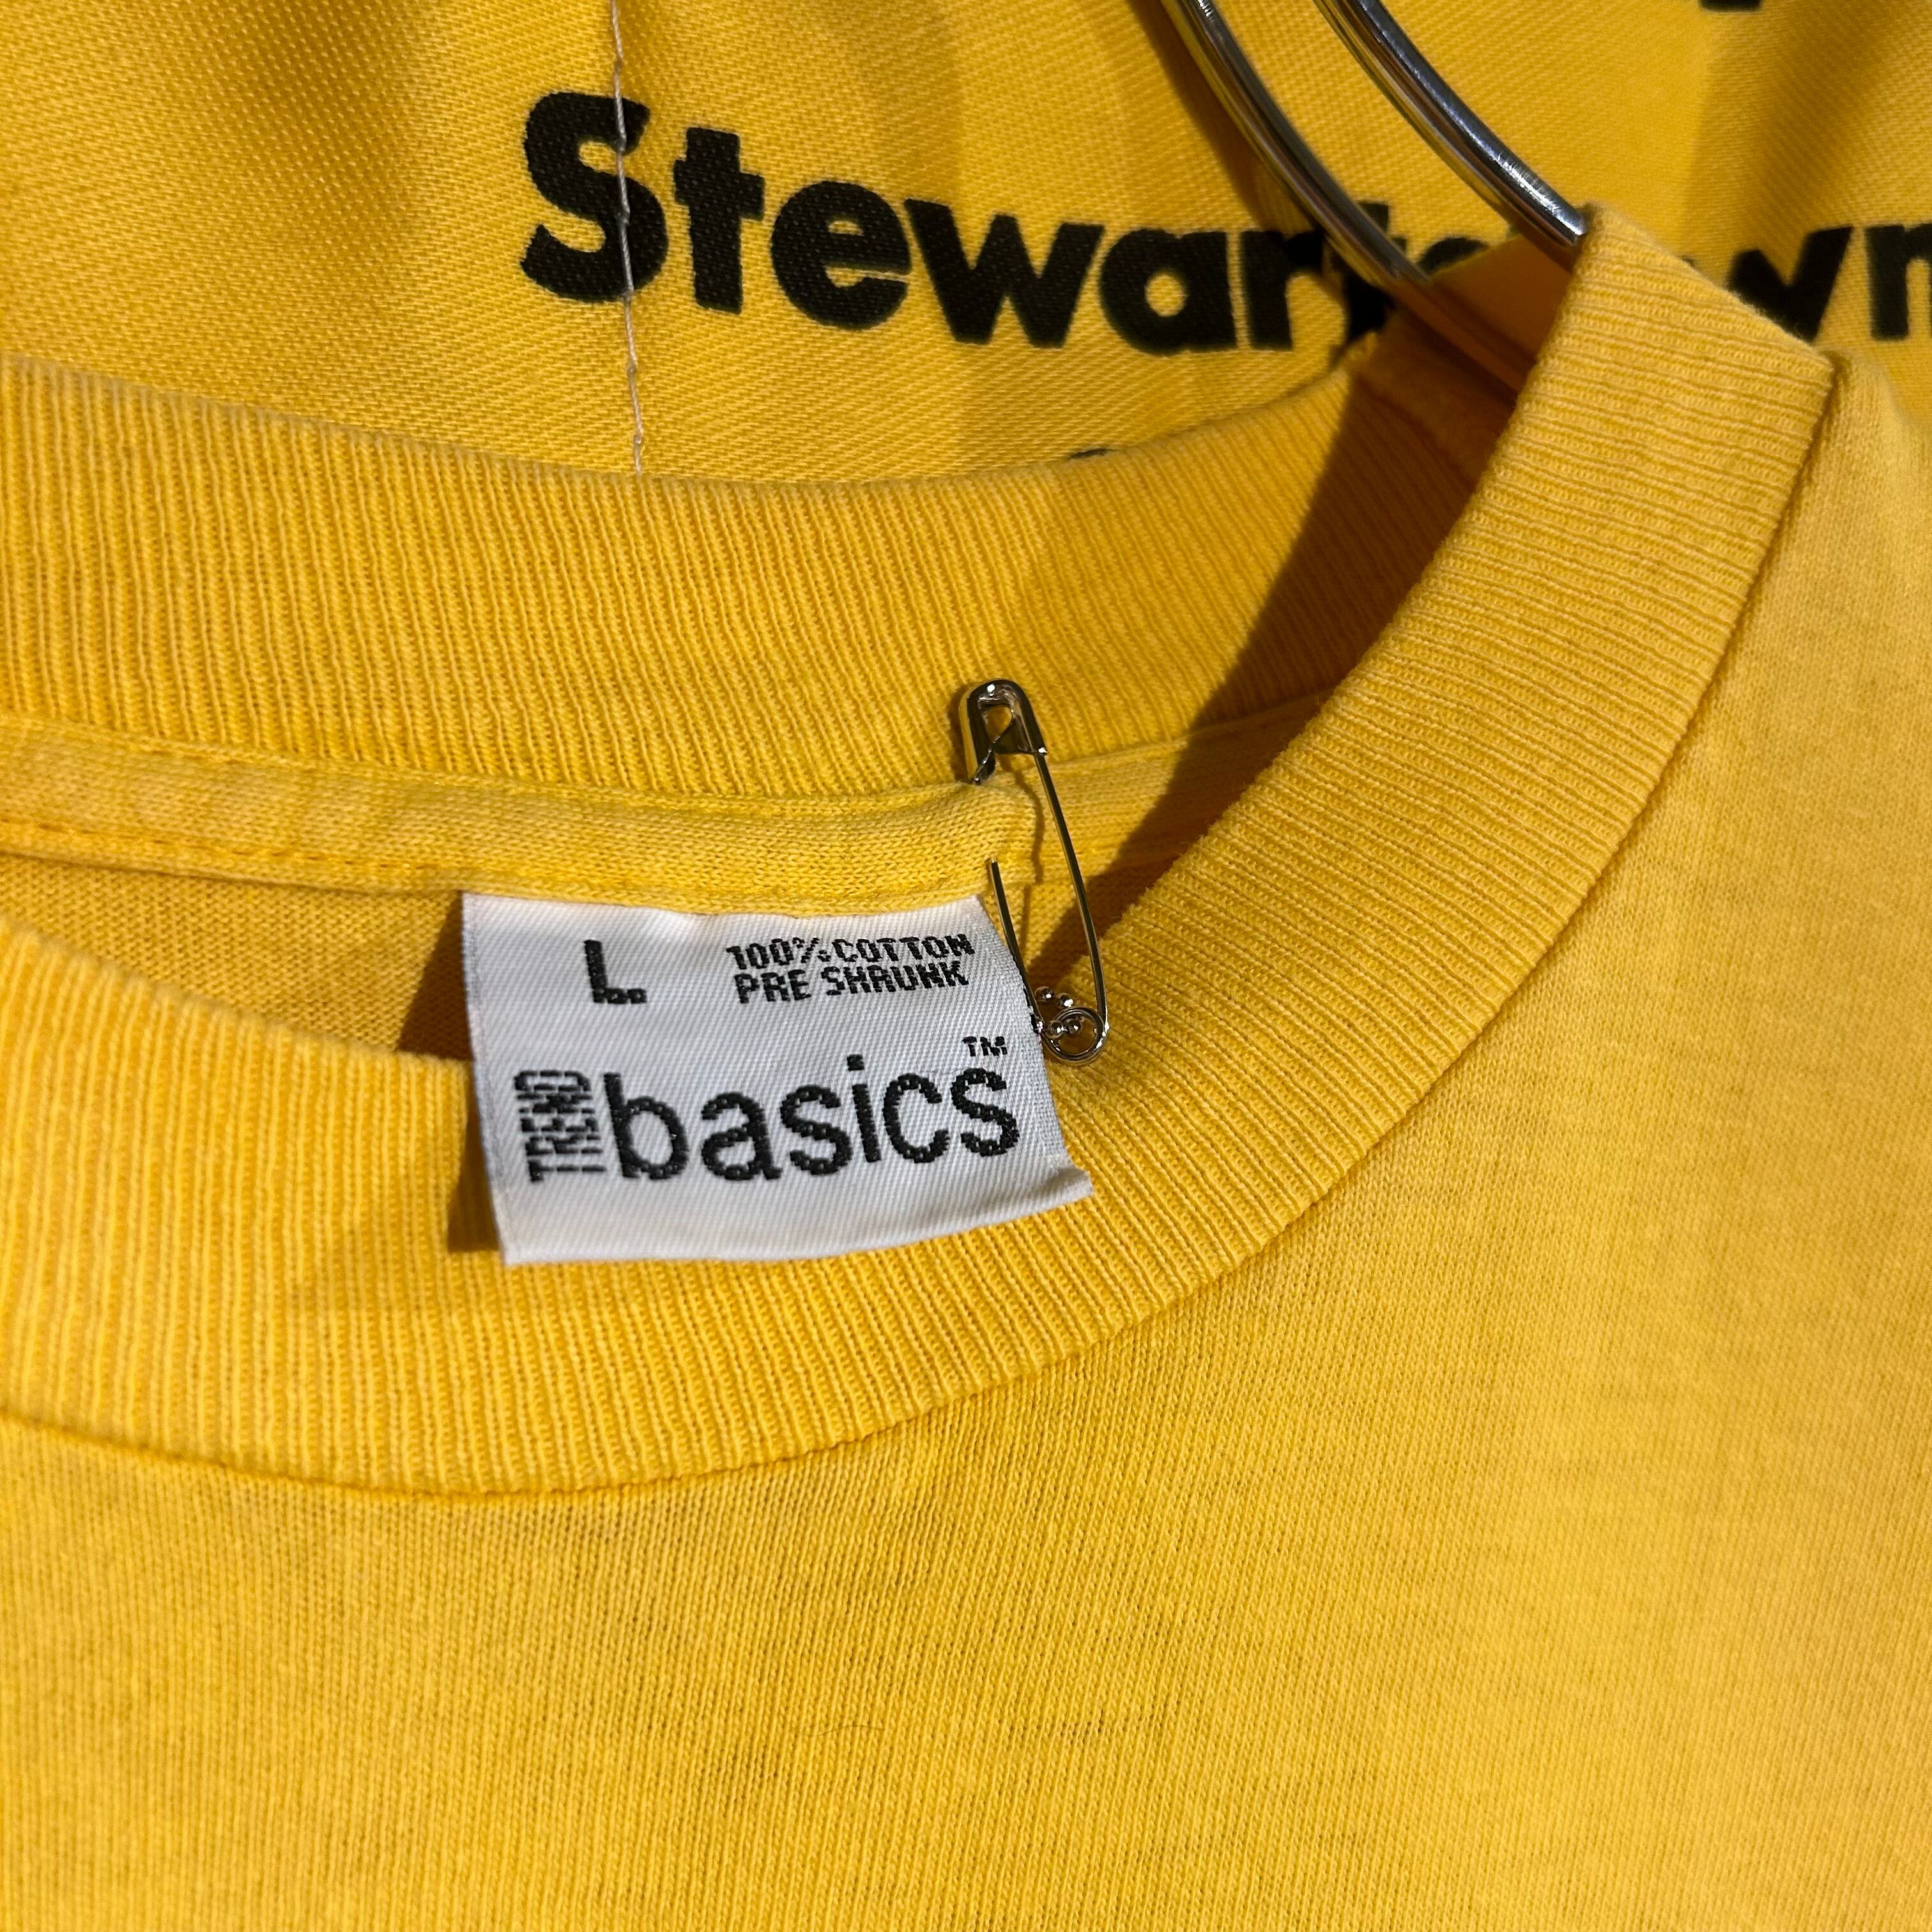 L.
100% COTTON
PRE SHRUNK
TREND basics™